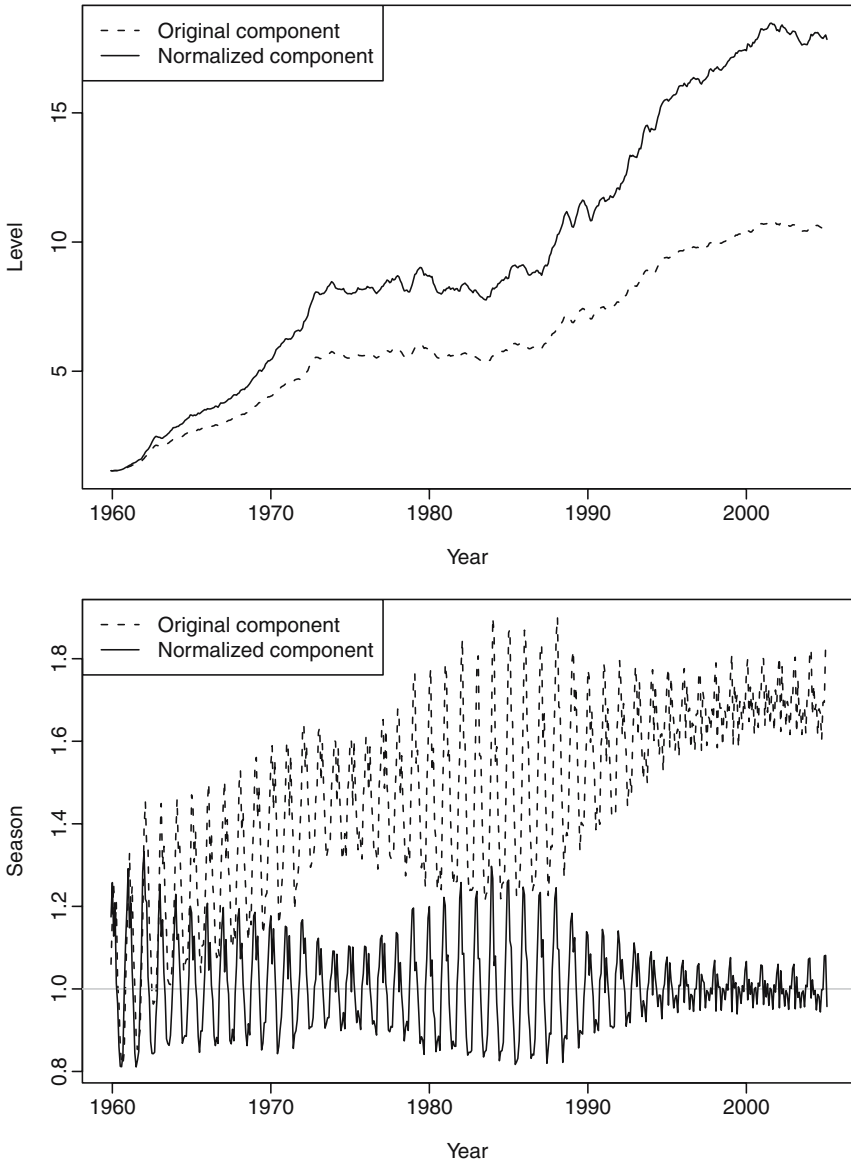 Original component
Normalized component
15
10
5
Level
1960 1970 1980 1990 2000
Year
Original component
Normalized component
1.8
1.6
1.4
1.2
1.0
0.8
Season
1960 1970 1980 1990 2000
Year